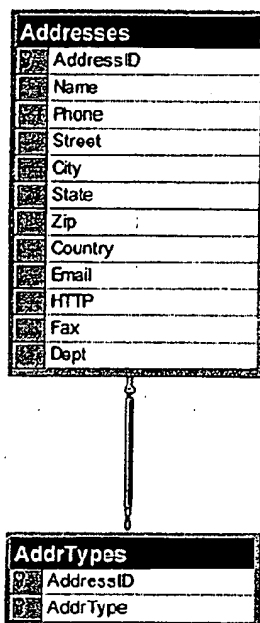 Addresses
AddressID
Name
Phone
Street
City
State
Zip
Country
Email
HTTP
Fax
Dept
AddrTypes
AddressID
AddrType